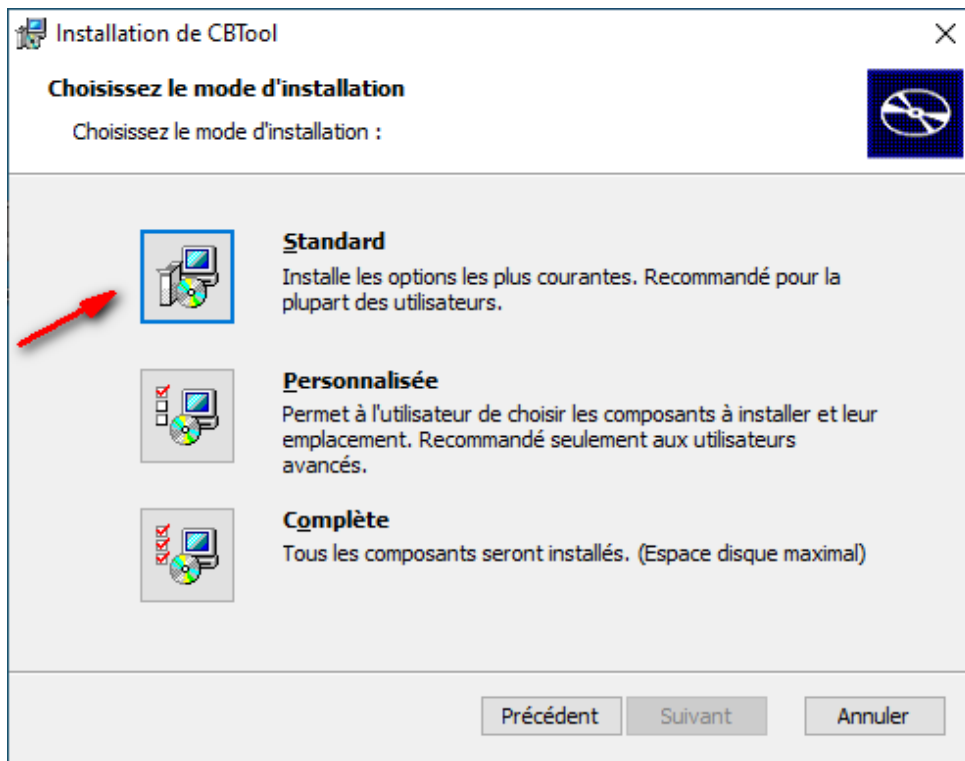 Installation de CBTool
Choisissez le mode d'installation
Choisissez le mode d'installation :
Standard
Installe les options les plus courantes. Recommandé pour la
plupart des utilisateurs.
Personnalisée
Permet à l'utilisateur de choisir les composants à installer et leur
emplacement. Recommandé seulement aux utilisateurs
avancés.
Complète
Tous les composants seront installés. (Espace disque maximal)
Précédent
Suivant
Annuler